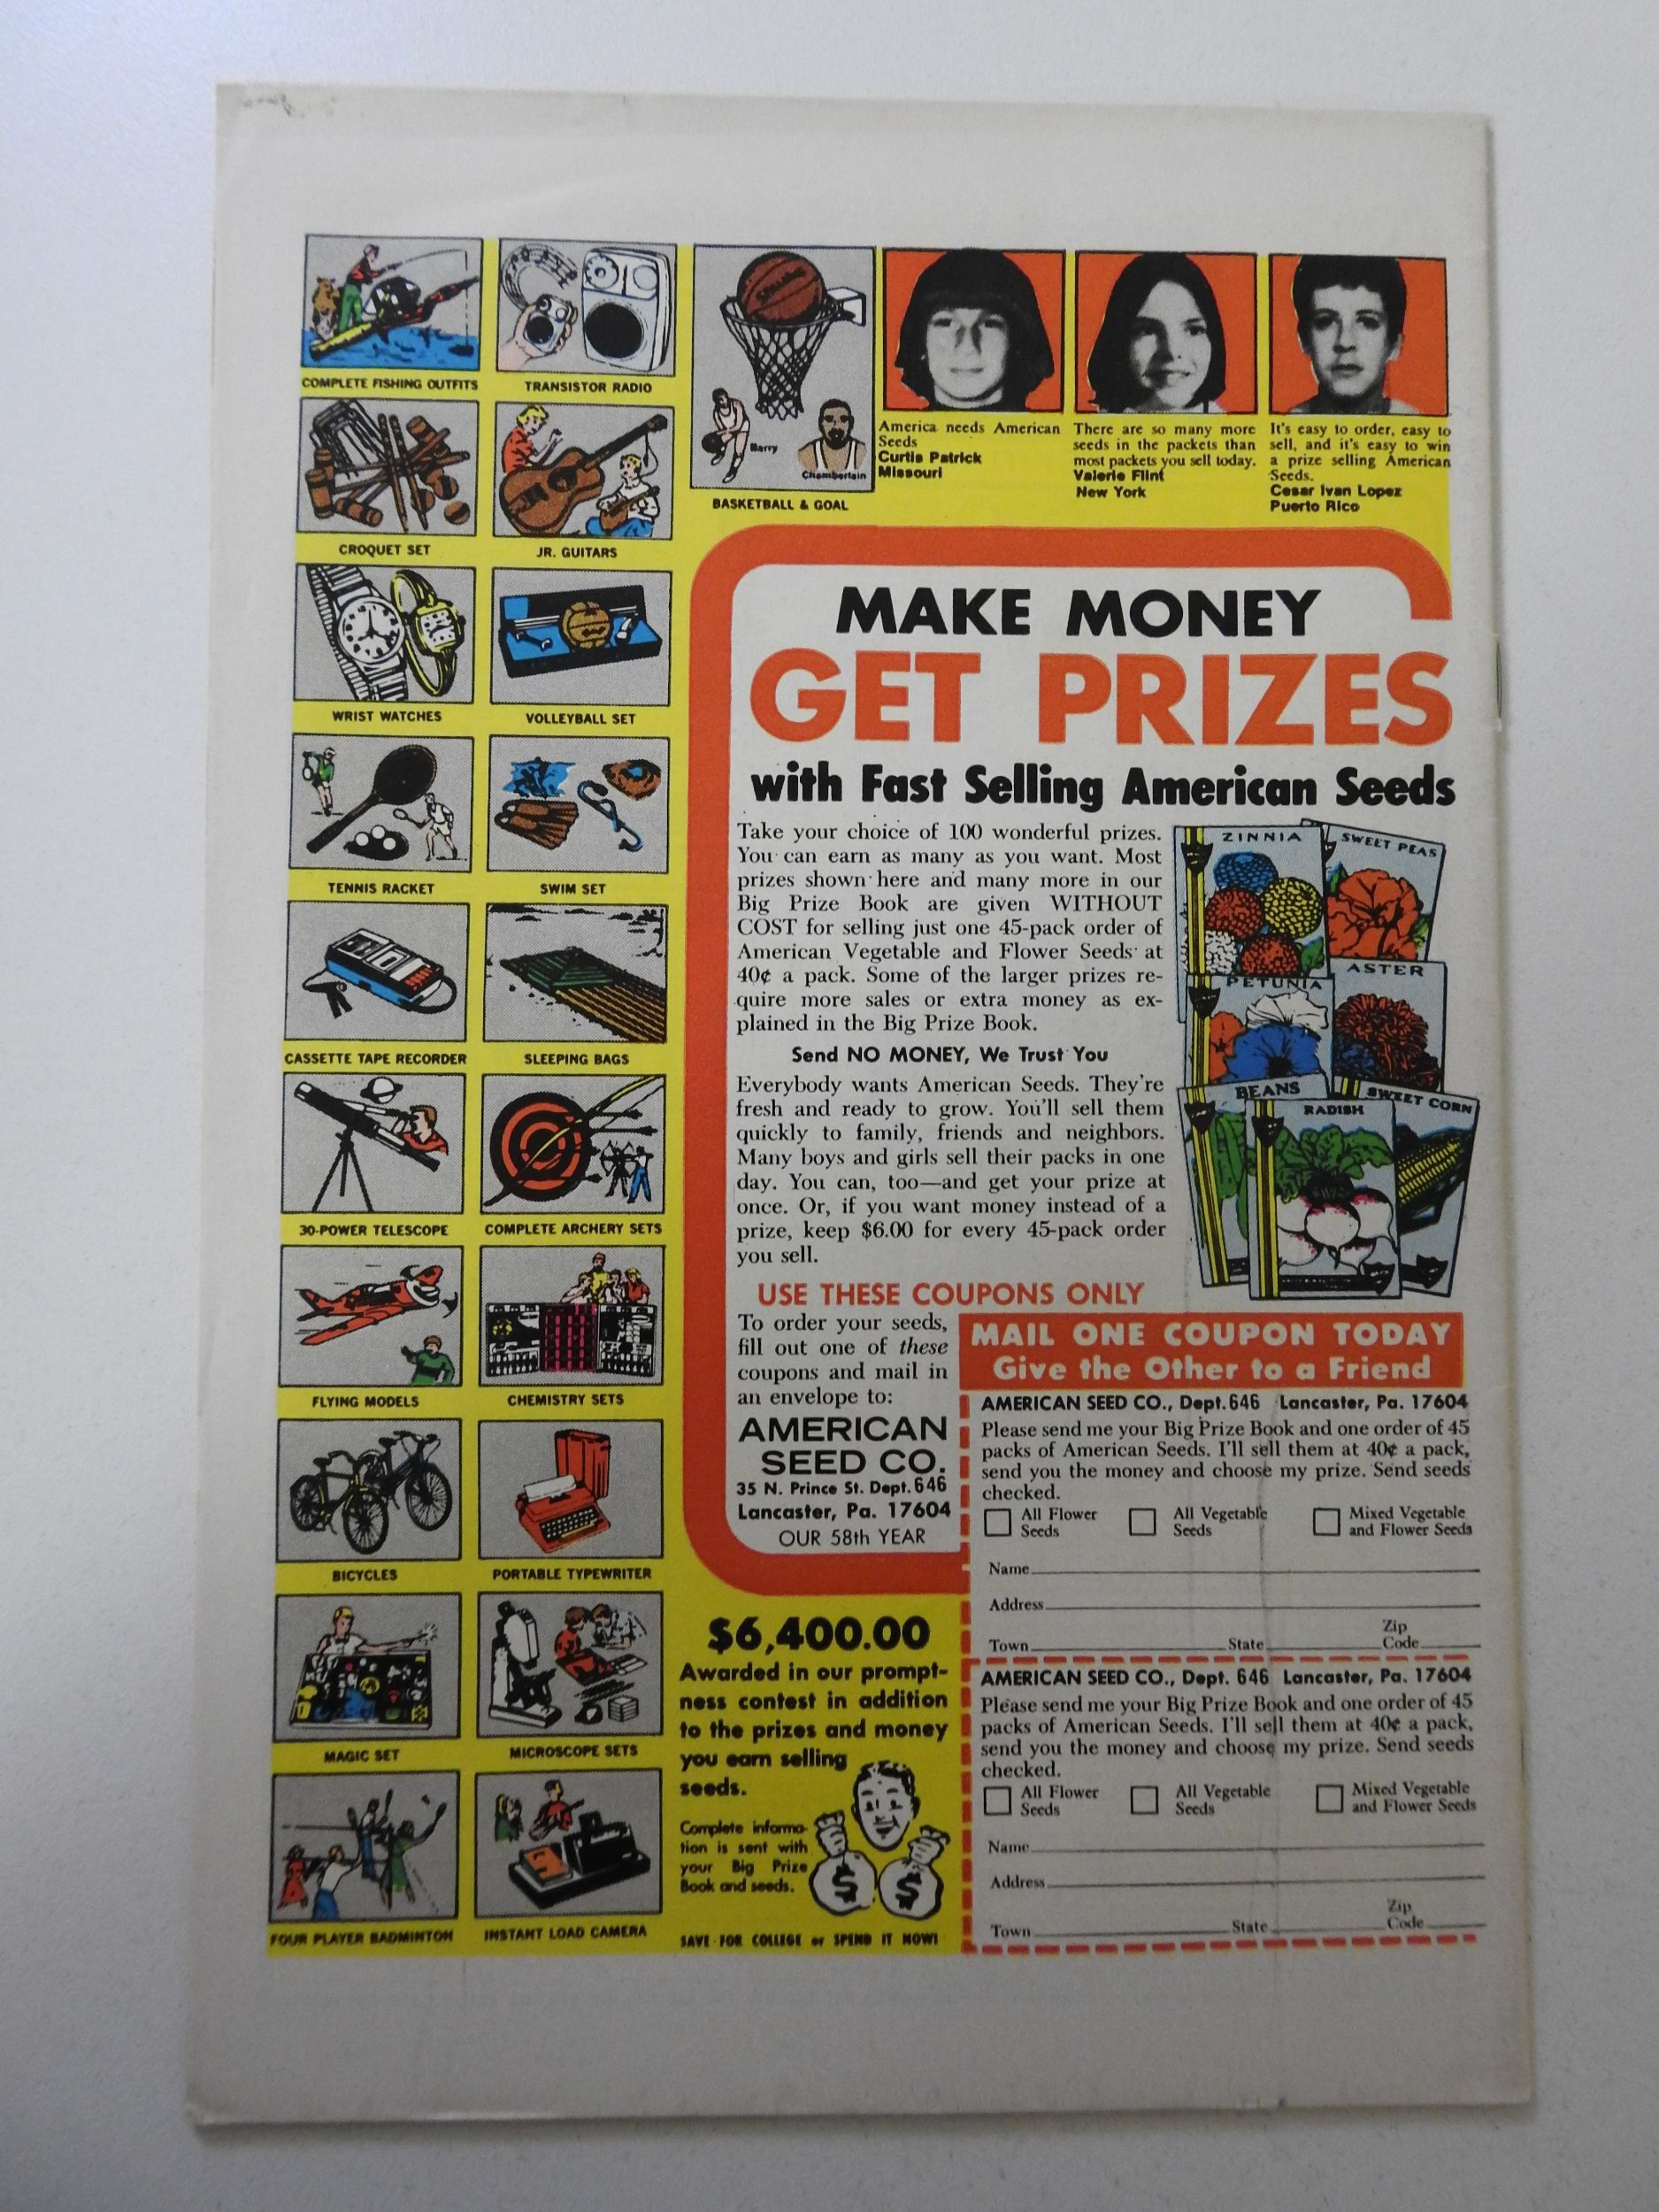 COMPLETE FISHING OUTFITS
TRANSISTOR RADIO
CROQUET SET
JR. GUITARS
WRIST WATCHES
VOLLEYBALL SET
TENNIS RACKET
SWIM SET
CASSETTE TAPE RECORDER
SLEEPING BAGS
30-POWER TELESCOPE
COMPLETE ARCHERY SETS
FLYING MODELS
CHEMISTRY SETS
BICYCLES
PORTABLE TYPEWRITER
MAGIC SET
MICROSCOPE SETS
FOUR PLAYER BADMINTON
INSTANT LOAD CAMERA
Spalding
Barry
Chamberlain
BASKETBALL & GOAL
America needs American
Seeds
Curtis Patrick
Missouri
There are so many more
seeds in the packets than
most packets you sell today.
Valerie Flint
New York
It's easy to order, easy to
sell, and it's easy to win
a prize selling American
Seeds.
Cesar Ivan Lopez
Puerto Rico
MAKE MONEY
GET PRIZES
with Fast Selling American Seeds
Take your choice of 100 wonderful prizes.
You can earn as many as you want. Most
prizes shown here and many more in our
Big Prize Book are given WITHOUT
COST for selling just one 45-pack order of
American Vegetable and Flower Seeds at
40¢ a pack. Some of the larger prizes re-
quire more sales or extra money as ex-
plained in the Big Prize Book.
Send NO MONEY, We Trust You
Everybody wants American Seeds. They're
fresh and ready to grow. You'll sell them
quickly to family, friends and neighbors.
Many boys and girls sell their packs in one
day. You can, too—and get your prize at
once. Or, if you want money instead of a
prize, keep $6.00 for every 45-pack order
you sell.
ZINNIA
SWEET PEAS
PETUNIA
ASTER
BEANS
RADISH
SWEET CORN
USE THESE COUPONS ONLY
To order your seeds,
fill out one of these
coupons and mail in
an envelope to:
AMERICAN
SEED CO.
35 N. Prince St. Dept. 646
Lancaster, Pa. 17604
OUR 58th YEAR
$6,400.00
Awarded in our prompt-
ness contest in addition
to the prizes and money
you earn selling
seeds.
Complete informa-
tion is sent with
your Big Prize
Book and seeds.
$ $
SAVE FOR COLLEGE or SPEND IT NOW!
MAIL ONE COUPON TODAY
Give the Other to a Friend
AMERICAN SEED CO., Dept. 646 Lancaster, Pa. 17604
Please send me your Big Prize Book and one order of 45
packs of American Seeds. I'll sell them at 40¢ a pack,
send you the money and choose my prize. Send seeds
checked.
All Flower Seeds
All Vegetable Seeds
Mixed Vegetable and Flower Seeds
Name
Address
Town State Zip Code
AMERICAN SEED CO., Dept. 646 Lancaster, Pa. 17604
Please send me your Big Prize Book and one order of 45
packs of American Seeds. I'll sell them at 40¢ a pack,
send you the money and choose my prize. Send seeds
checked.
All Flower Seeds
All Vegetable Seeds
Mixed Vegetable and Flower Seeds
Name
Address
Town State Zip Code